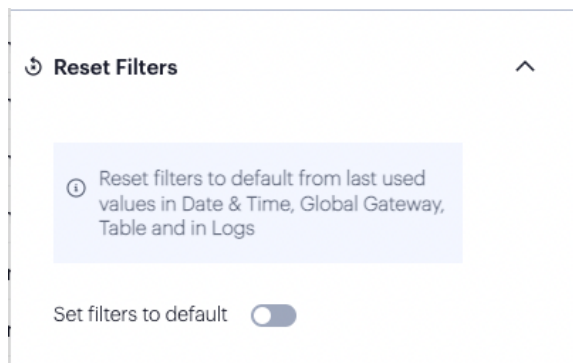 Reset Filters
Reset filters to default from last used
values in Date & Time, Global Gateway,
Table and in Logs
Set filters to default